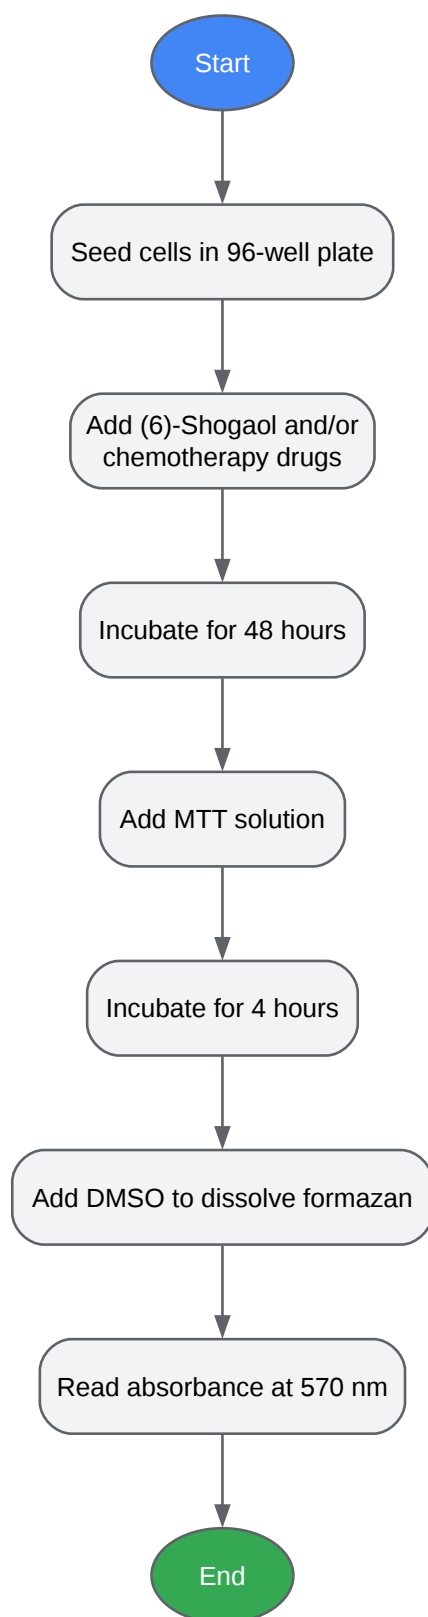 Start
Seed cells in 96-well plate
Add (6)-Shogaol and/or
chemotherapy drugs
Incubate for 48 hours
Add MTT solution
Incubate for 4 hours
Add DMSO to dissolve formazan
Read absorbance at 570 nm
End